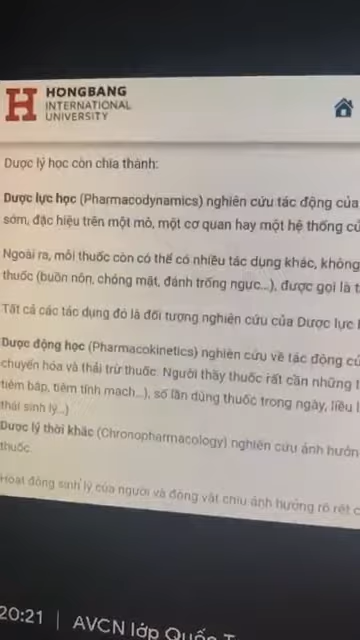 HONGBANG
INTERNATIONAL
UNIVERSITY
Dược lý học còn chia thành:
Dược lực học (Pharmacodynamics) nghiên cứu tác động của
sớm, đặc hiệu trên một mô, một cơ quan hay một hệ thống
Ngoài ra, mỗi thuốc còn có thể có nhiều tác dụng khác, không
thuốc (buồn nôn, chóng mặt, đánh trống ngực...), được gọi là
Tất cả các tác dụng đó là đối tượng nghiên cứu của Dược lực
Dược động học (Pharmacokinetics) nghiên cứu về tác động
chuyển hóa và thải trừ thuốc. Người thầy thuốc rất cần những
tiêm bắp, tiêm tĩnh mạch...), số lần dùng thuốc trong ngày, liều
thái sinh lý...)
Dược lý thời khắc (Chronopharmacology) nghiên cứu ảnh
thuốc.
Hoạt động sinh lý của người và động vật chịu ảnh hưởng rõ rệt
20:21 | AVCN lớp Quốc